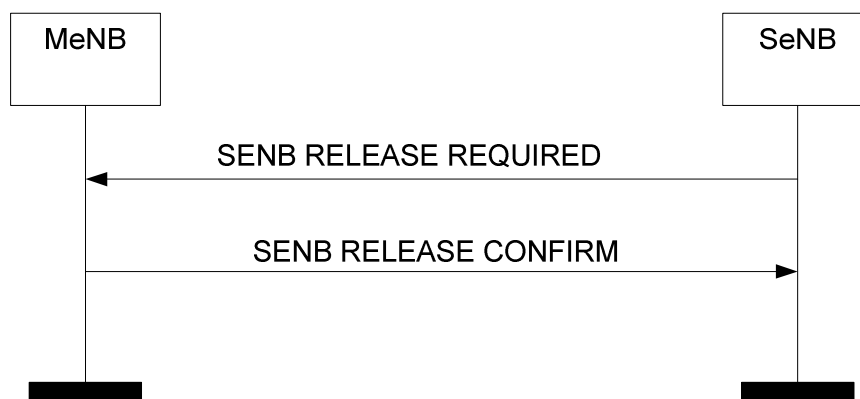 MeNB
SeNB
SENB RELEASE REQUIRED
SENB RELEASE CONFIRM